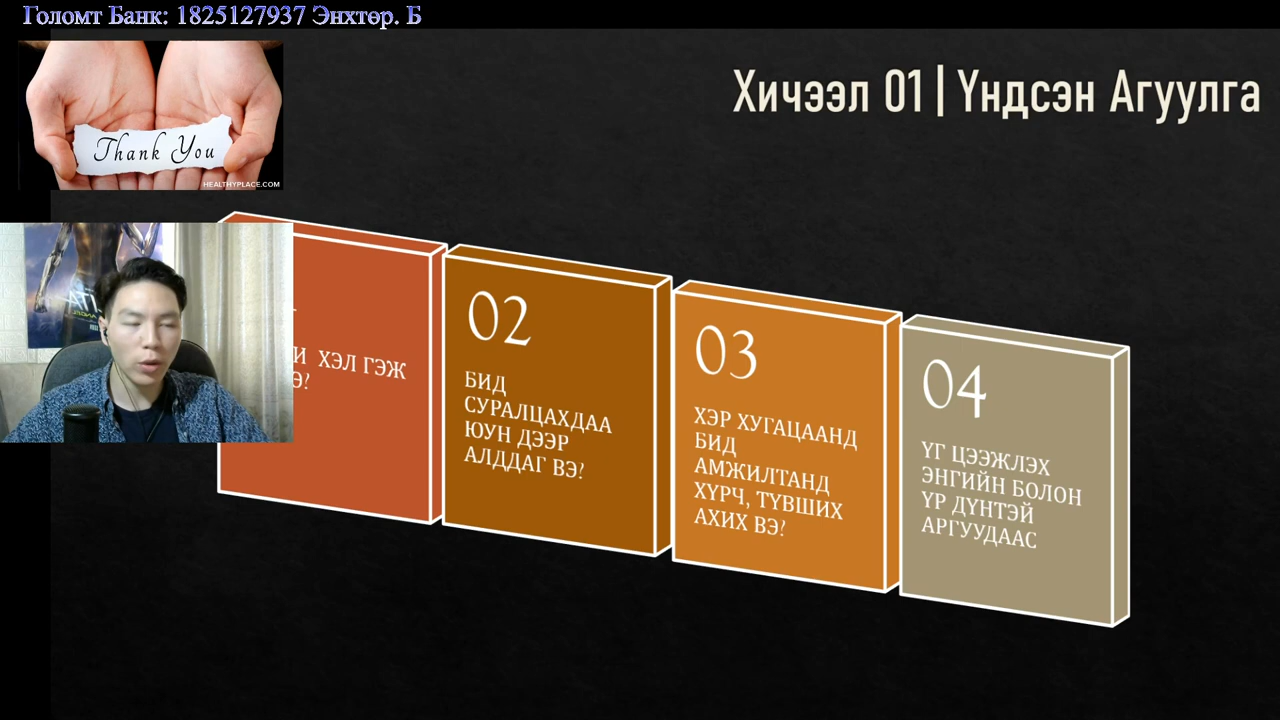 Голомт Банк: 1825127937 Энхтөр. Б
Thank You
HEALTHYPLACE.COM
Хичээл 01 | Үндсэн Агуулга
ХЭЛ ГЭЖ
02
БИД
СУРАЛЦАХДАА
ЮУН ДЭЭР
АЛДДАГ ВЭ?
03
ХЭР ХУГАЦААНД
БИД
АМЖИЛТАНД
ХҮРЧ, ТҮВШИХ
АХИХ ВЭ?
04
ҮГ ЦЭЭЖЛЭХ
ЭНГИЙН БОЛОН
ҮР ДҮНТЭЙ
АРГУУДААС